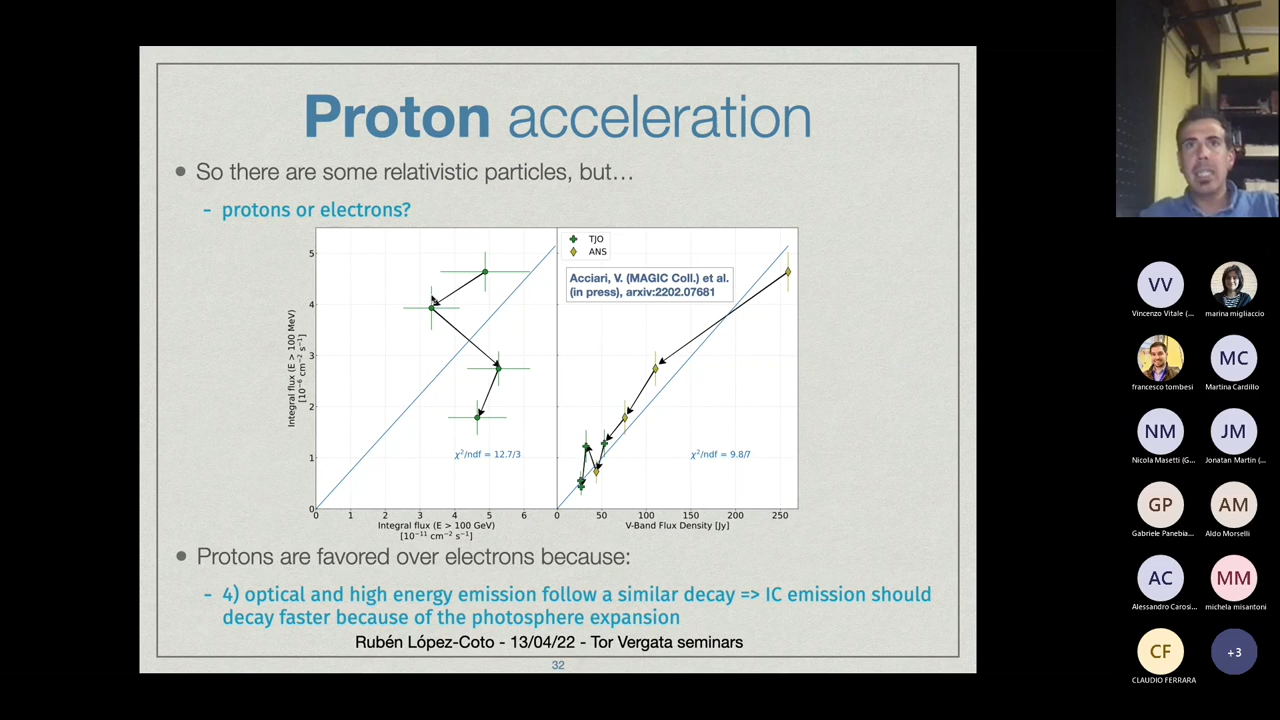 Proton acceleration
So there are some relativistic particles, but…
- protons or electrons?
TJO
ANS
Acciari, V. (MAGIC Coll.) et al.
(in press), arxiv:2202.07681
Integral flux (E > 100 MeV)
[10⁻⁶ cm⁻² s⁻¹]
5
4
3
2
1
0
χ²/ndf = 12.7/3
χ²/ndf = 9.8/7
0 1 2 3 4 5 6
0 50 100 150 200 250
Integral flux (E > 100 GeV)
[10⁻¹¹ cm⁻² s⁻¹]
V-Band Flux Density [Jy]
Protons are favored over electrons because:
- 4) optical and high energy emission follow a similar decay => IC emission should
decay faster because of the photosphere expansion
Rubén López-Coto - 13/04/22 - Tor Vergata seminars
32
VV
Vincenzo Vitale (...
marina migliaccio
francesco tombesi
MC
Martina Cardillo
NM
Nicola Masetti (G...
JM
Jonatan Martin (...
GP
Gabriele Panebia...
AM
Aldo Morselli
AC
Alessandro Carosi...
MM
michela misantoni
CF
CLAUDIO FERRARA
+3